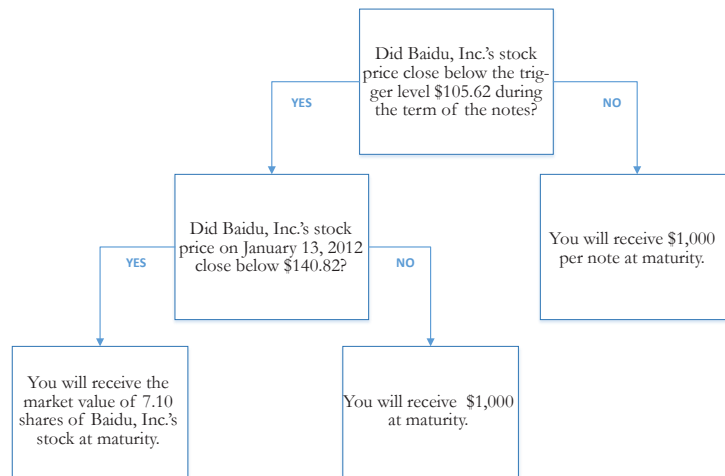 Did Baidu, Inc.'s stock
price close below the trig-
ger level $105.62 during
the term of the notes?
YES
NO
Did Baidu, Inc.'s stock
price on January 13, 2012
close below $140.82?
You will receive $1,000
per note at maturity.
YES
NO
You will receive the
market value of 7.10
shares of Baidu, Inc.'s
stock at maturity.
You will receive $1,000
at maturity.